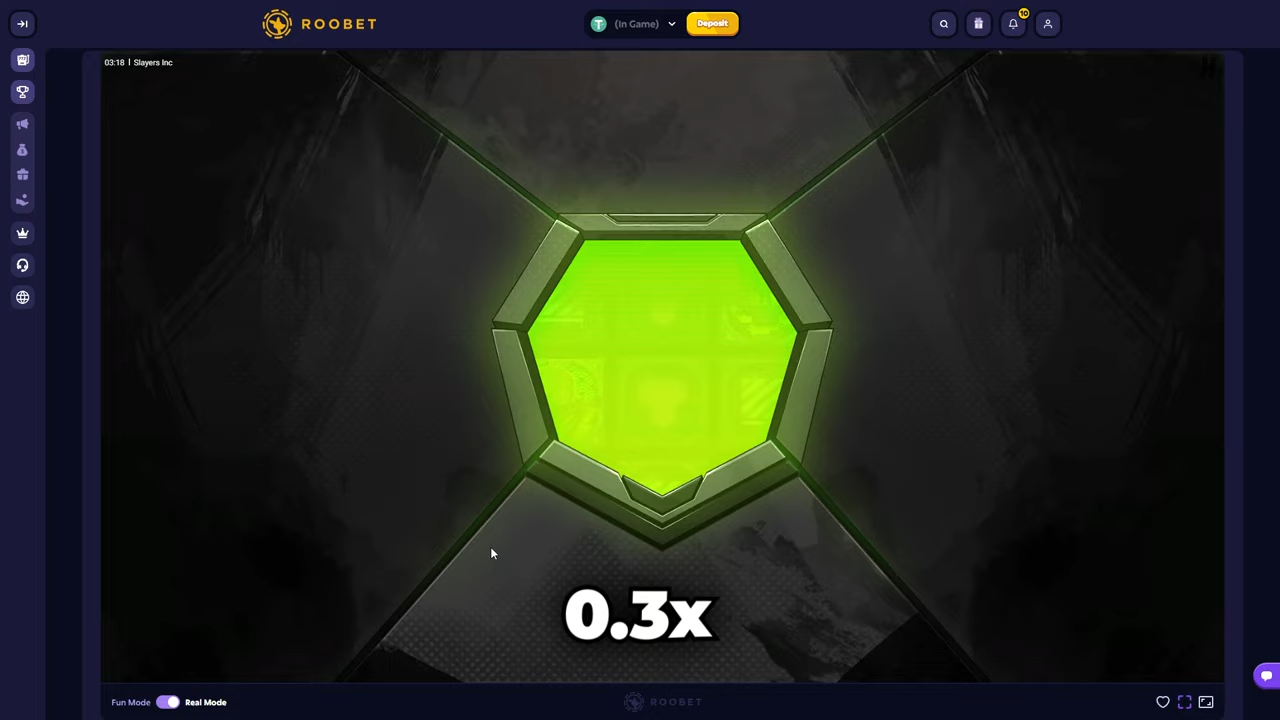 ROOBET
(In Game)
Deposit
10
03:18 | Slayers Inc
0.3x
Fun Mode
Real Mode
ROOBET